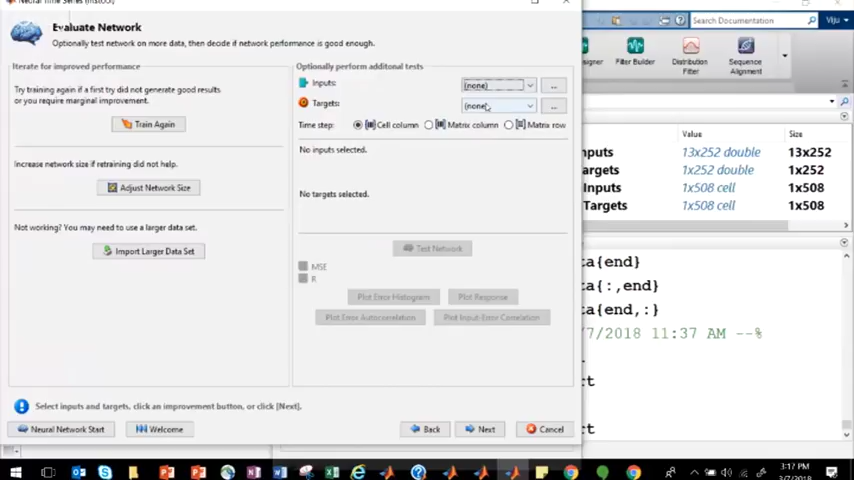 Neural Time Series (ntstool)
Evaluate Network
Optionally test network on more data, then decide if network performance is good enough.
Iterate for improved performance
Try training again if a first try did not generate good results
or you require marginal improvement.
Train Again
Increase network size if retraining did not help.
Adjust Network Size
Not working? You may need to use a larger data set.
Import Larger Data Set
Optionally perform additonal tests
Inputs:
(none)
...
Targets:
(none)
...
Time step:
Cell column
Matrix column
Matrix row
No inputs selected.
No targets selected.
Test Network
MSE
R
Plot Error Histogram
Plot Response
Plot Error Autocorrelation
Plot Input-Error Correlation
Select inputs and targets, click an improvement button, or click [Next].
Neural Network Start
Welcome
Back
Next
Cancel
Search Documentation
Viju
esigner
Filter Builder
Distribution
Fitter
Sequence
Alignment
Value
Size
nputs
13x252 double
13x252
argets
1x252 double
1x252
Inputs
1x508 cell
1x508
Targets
1x508 cell
1x508
ta{end}
ta{:,end}
ta{end,:}
/7/2018 11:37 AM --%
rt
rt
3:17 PM
3/7/2018